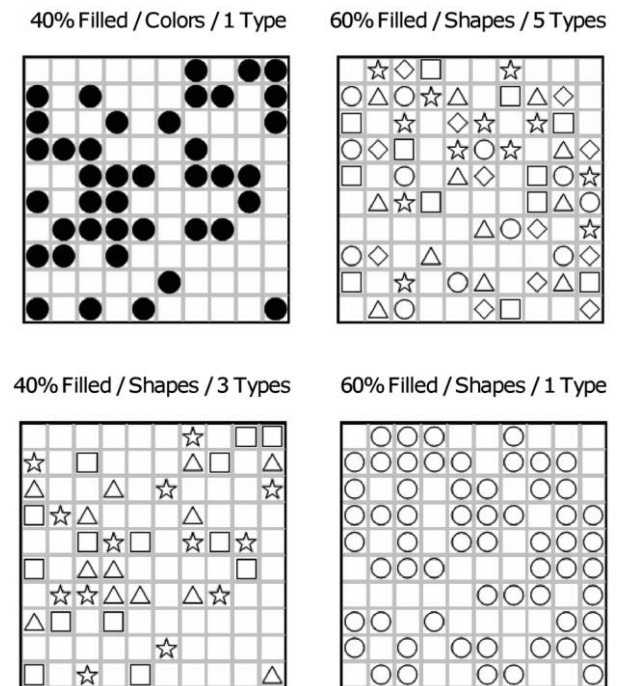 40% Filled / Colors / 1 Type
60% Filled / Shapes / 5 Types
40% Filled / Shapes / 3 Types
60% Filled / Shapes / 1 Type